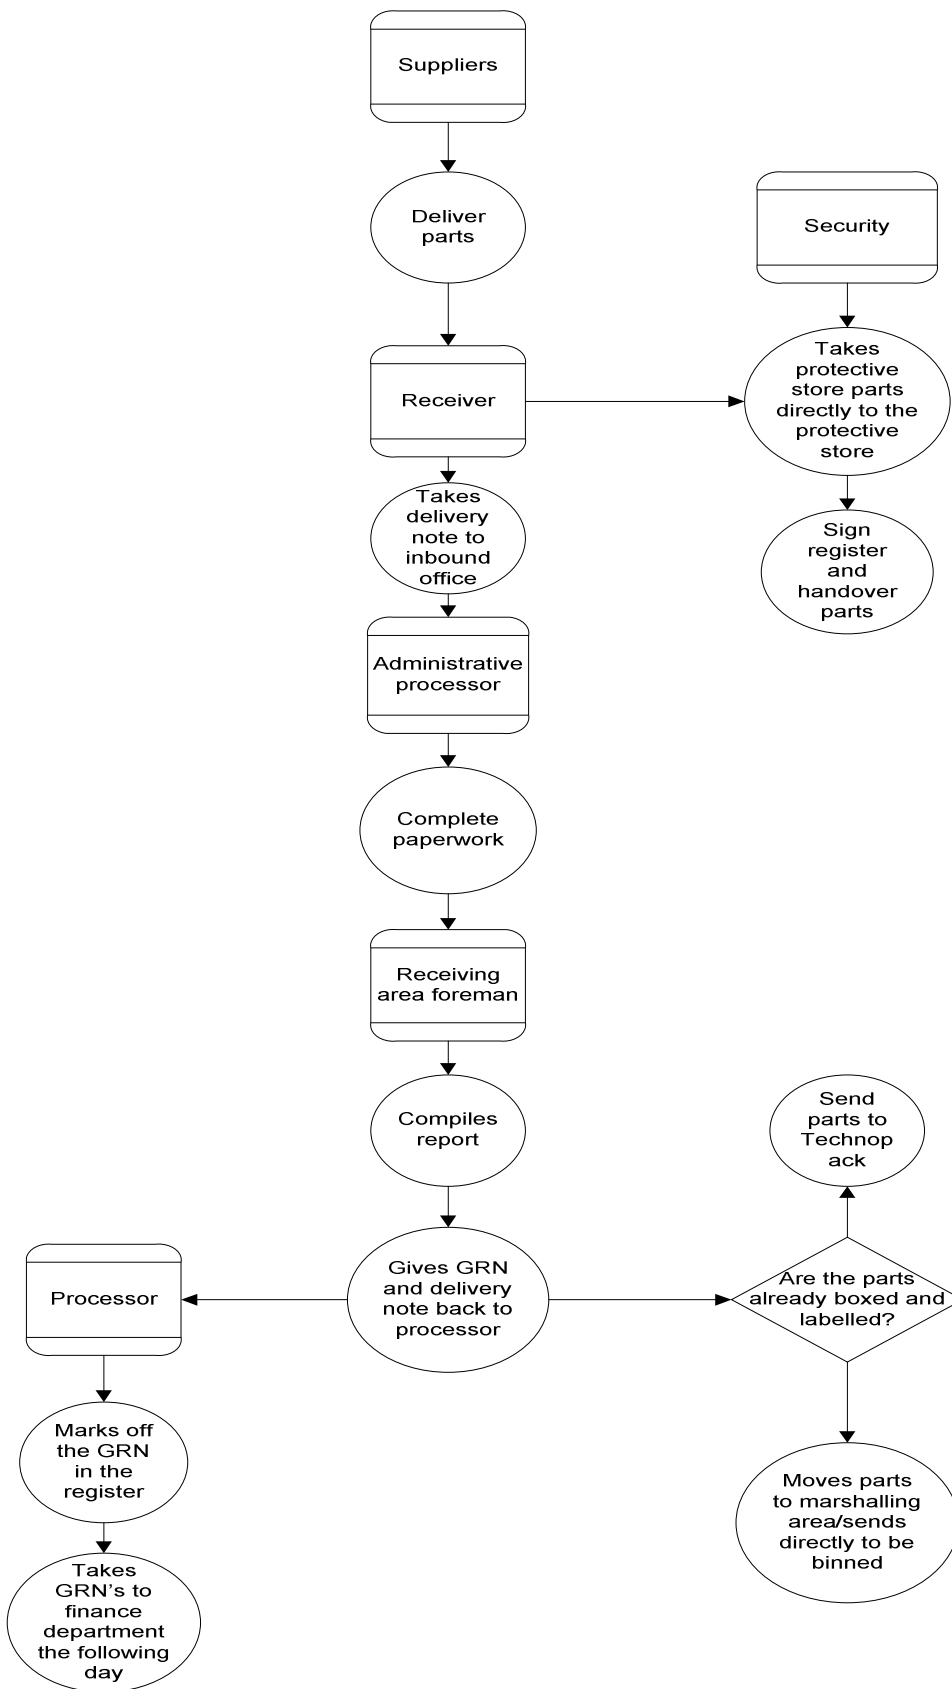 Suppliers
Deliver
parts
Security
Receiver
Takes
protective
store parts
directly to the
protective
store
Takes
delivery
note to
inbound
office
Sign
register
and
handover
parts
Administrative
processor
Complete
paperwork
Receiving
area foreman
Compiles
report
Send
parts to
Technop
ack
Processor
Gives GRN
and delivery
note back to
processor
Are the parts
already boxed and
labelled?
Marks off
the GRN
in the
register
Moves parts
to marshalling
area/sends
directly to be
binned
Takes
GRN's to
finance
department
the following
day